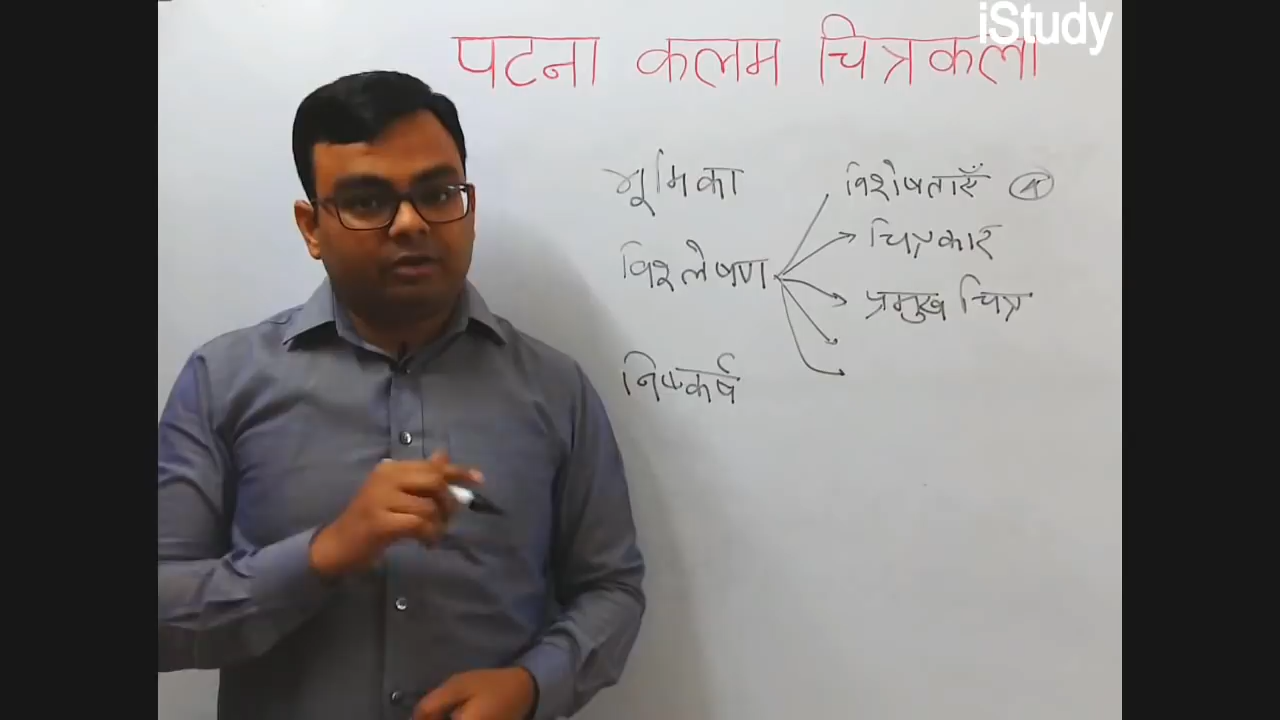 iStudy
पटना कलम चित्रकला
भूमिका
विशेषताएँ
चित्रकार
विश्लेषण
प्रमुख चित्र
निष्कर्ष